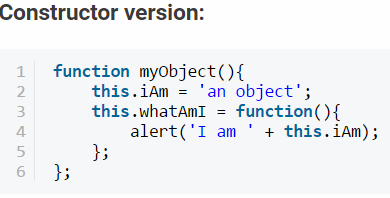 Constructor version:
1 function myObject(){
2     this.iAm = 'an object';
3     this.whatAmI = function(){
4         alert('I am ' + this.iAm);
5     };
6 };